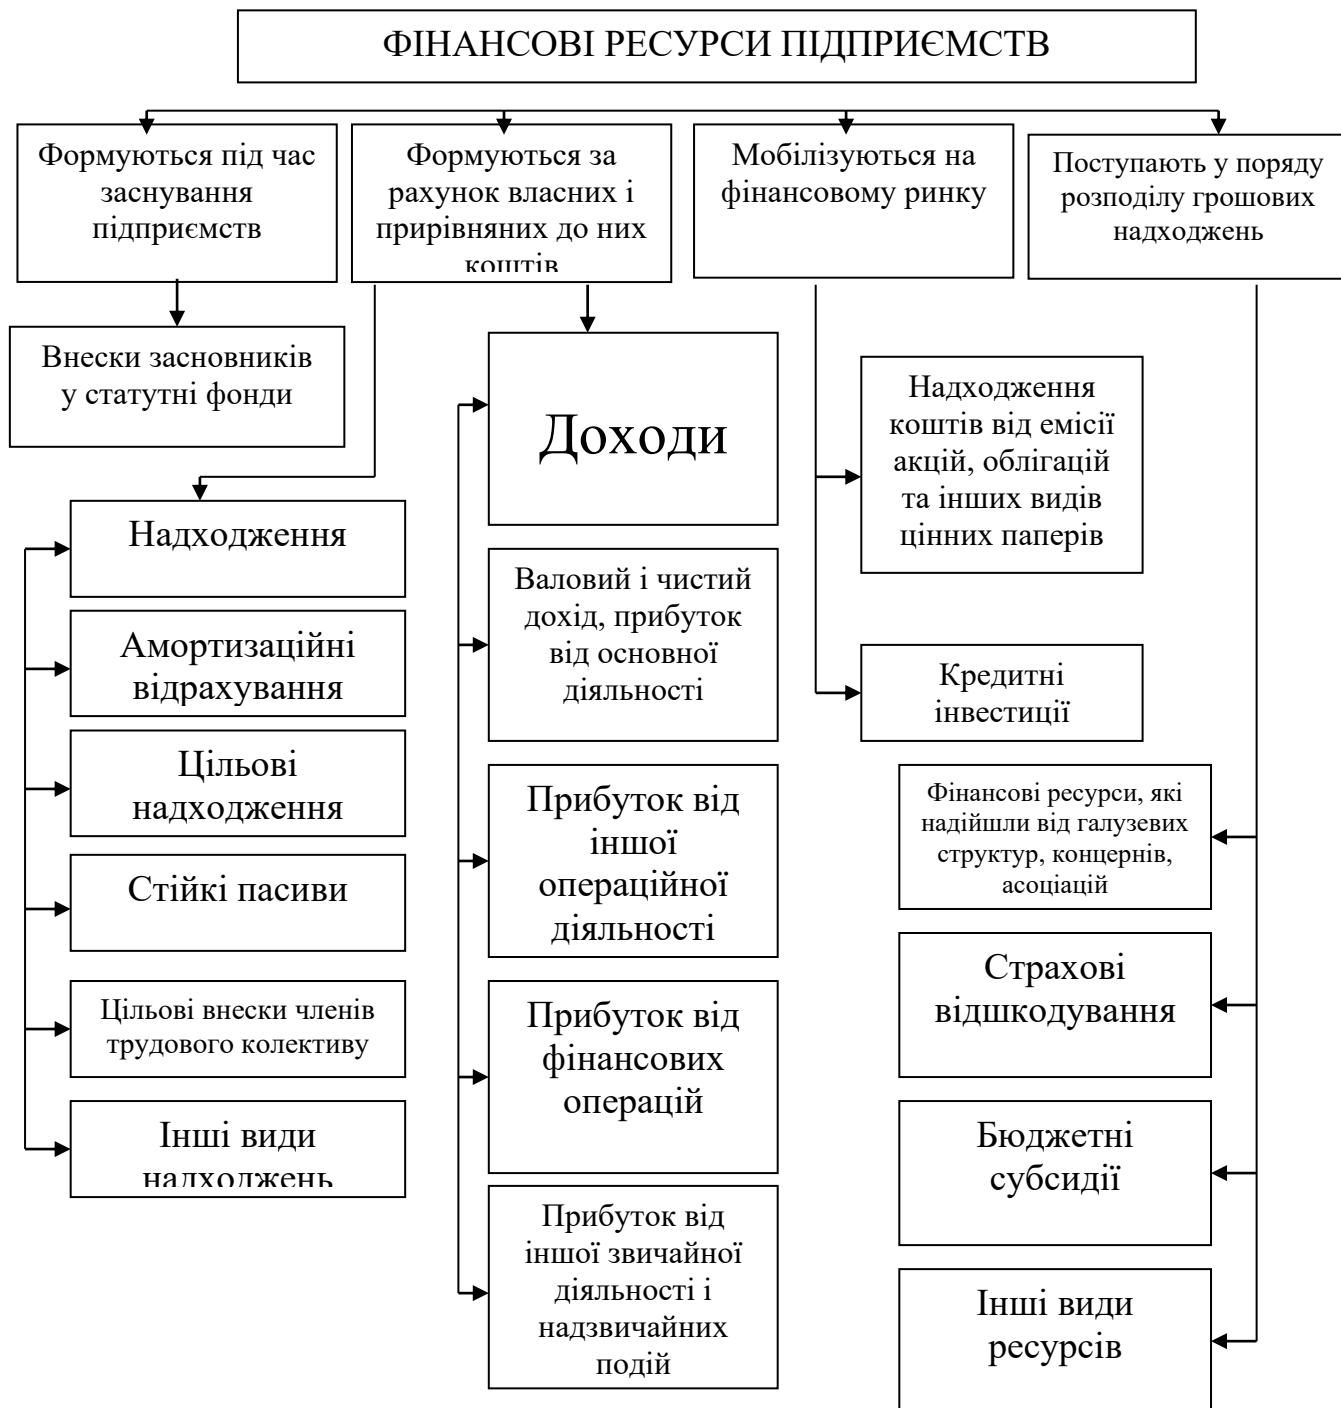 ФІНАНСОВІ РЕСУРСИ ПІДПРИЄМСТВ
Формуються під час
заснування
підприємств
Формуються за
рахунок власних і
прирівняних до них
коштів
Мобілізуються на
фінансовому ринку
Поступають у поряду
розподілу грошових
надходжень
Внески засновників
у статутні фонди
Надходження
Амортизаційні
відрахування
Цільові
надходження
Стійкі пасиви
Цільові внески членів
трудового колективу
Інші види
надходжень
Доходи
Валовий і чистий
дохід, прибуток
від основної
діяльності
Прибуток від
іншої
операційної
діяльності
Прибуток від
фінансових
операцій
Прибуток від
іншої звичайної
діяльності і
надзвичайних
подій
Надходження
коштів від емісії
акцій, облігацій
та інших видів
цінних паперів
Кредитні
інвестиції
Фінансові ресурси, які
надійшли від галузевих
структур, концернів,
асоціацій
Страхові
відшкодування
Бюджетні
субсидії
Інші види
ресурсів